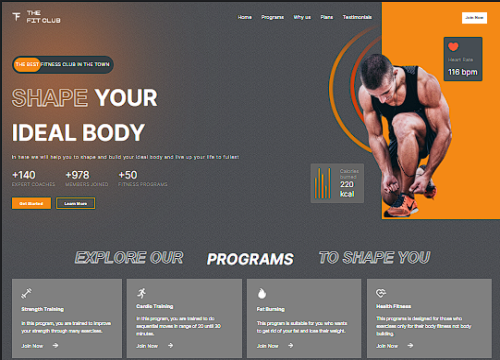 THE
FIT CLUB
Home Programs Why us Plans Testimonials
Join Now
THE BEST FITNESS CLUB IN THE TOWN
Heart Rate
116 bpm
SHAPE YOUR
IDEAL BODY
In here we will help you to shape and build your ideal body and live up your life to fullest
+140 +978 +50
EXPERT COACHES MEMBERS JOINED FITNESS PROGRAMS
Get Started Learn More
Calories
burned
220
kcal
EXPLORE OUR PROGRAMS TO SHAPE YOU
Strength Training
In this program, you are trained to improve
your strength through many exercises.
Join Now
Cardio Training
In this program, you are trained to do
sequential moves in range of 20 until 30
minutes.
Join Now
Fat Burning
This program is suitable for you who wants
to get rid of your fat and lose their weight.
Join Now
Health Fitness
This programs is designed for those who
exercises only for their body fitness not body
building.
Join Now